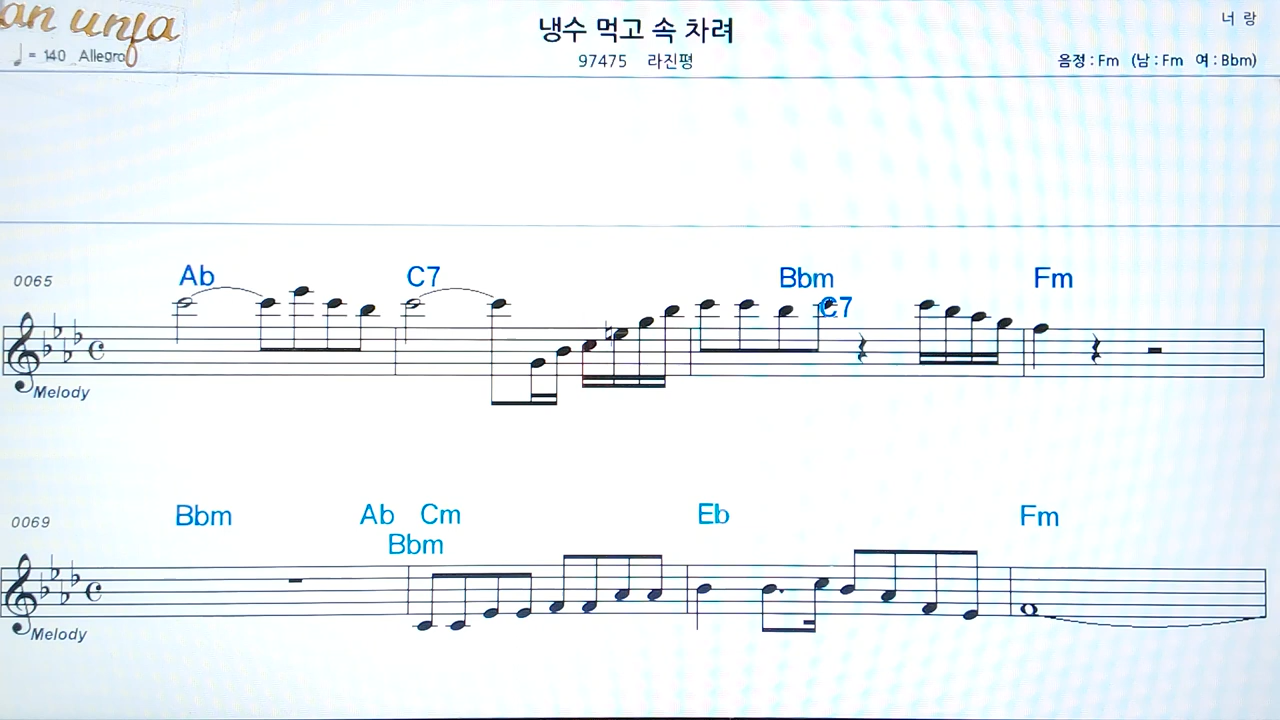 an unja
♩ = 140 Allegro
냉수 먹고 속 차려
97475 라진평
너 랑
음정 : Fm (남 : Fm 여 : Bbm)
0065
Ab C7 Bbm C7 Fm
Melody
0069
Bbm Ab Bbm Cm Eb Fm
Melody